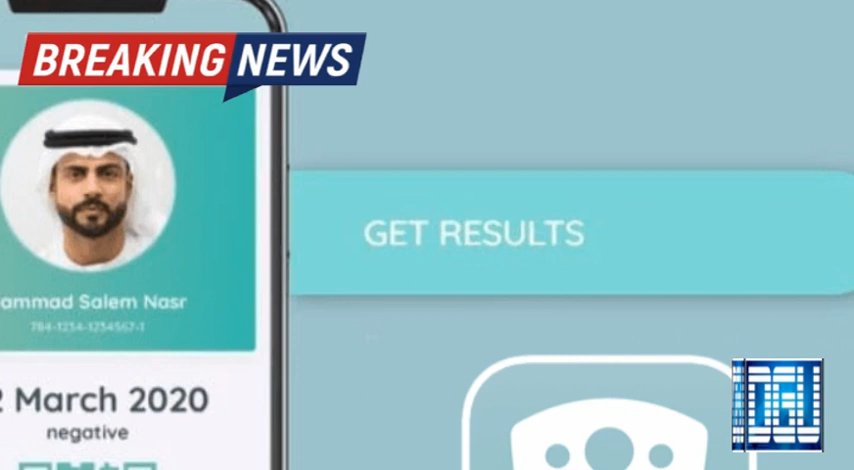 BREAKING NEWS
GET RESULTS
ammad Salem Nasr
784-1234-1234567-1
2 March 2020
negative